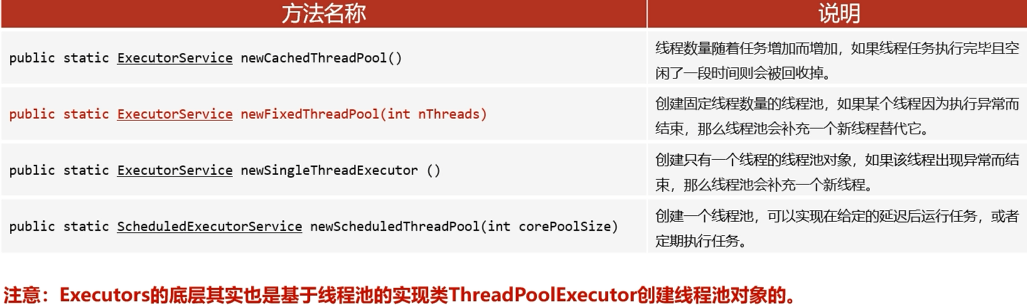 方法名称
说明
public static ExecutorService newCachedThreadPool()
线程数量随着任务增加而增加，如果线程任务执行完毕且空
闲了一段时间则会被回收掉。
public static ExecutorService newFixedThreadPool(int nThreads)
创建固定线程数量的线程池，如果某个线程因为执行异常而
结束，那么线程池会补充一个新线程替代它。
public static ExecutorService newSingleThreadExecutor ()
创建只有一个线程的线程池对象，如果该线程出现异常而结
束，那么线程池会补充一个新线程。
public static ScheduledExecutorService newScheduledThreadPool(int corePoolSize)
创建一个线程池，可以实现在给定的延迟后运行任务，或者
定期执行任务。
注意：Executors的底层其实也是基于线程池的实现类ThreadPoolExecutor创建线程池对象的。